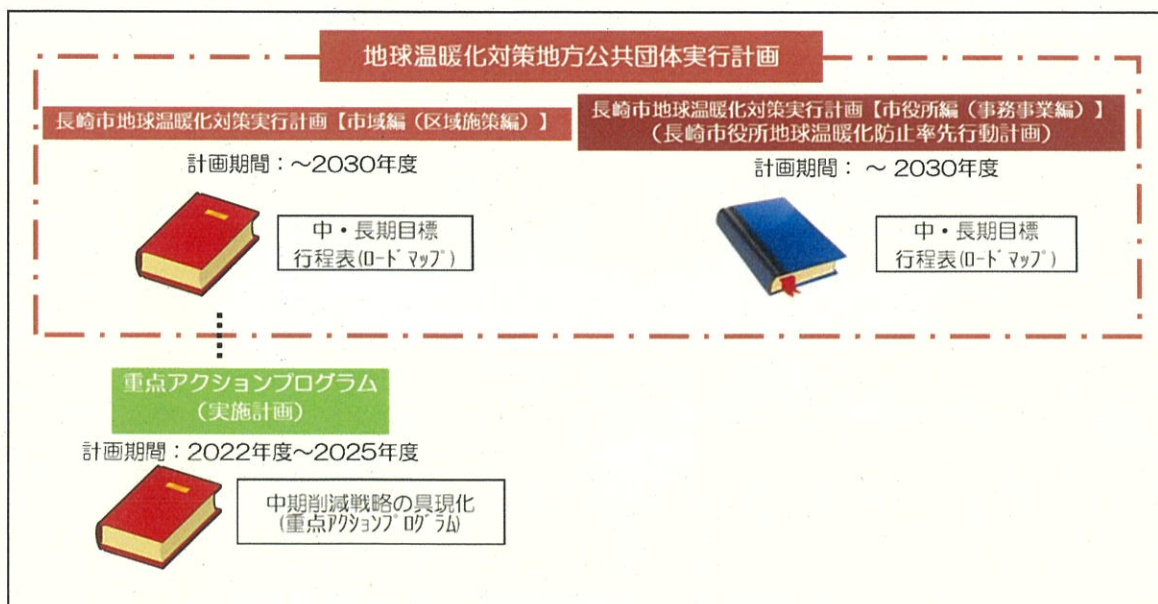 地球温暖化対策地方公共団体実行計画
長崎市地球温暖化対策実行計画【市域編（区域施策編）】
計画期間：～2030年度
中・長期目標
行程表(ﾛｰﾄﾞﾏｯﾌﾟ)
長崎市地球温暖化対策実行計画【市役所編（事務事業編）】
（長崎市役所地球温暖化防止率先行動計画）
計画期間： ～ 2030年度
中・長期目標
行程表(ﾛｰﾄﾞﾏｯﾌﾟ)
重点アクションプログラム
（実施計画）
計画期間：2022年度～2025年度
中期削減戦略の具現化
(重点ｱｸｼｮﾝﾌﾟﾛｸﾞﾗﾑ)